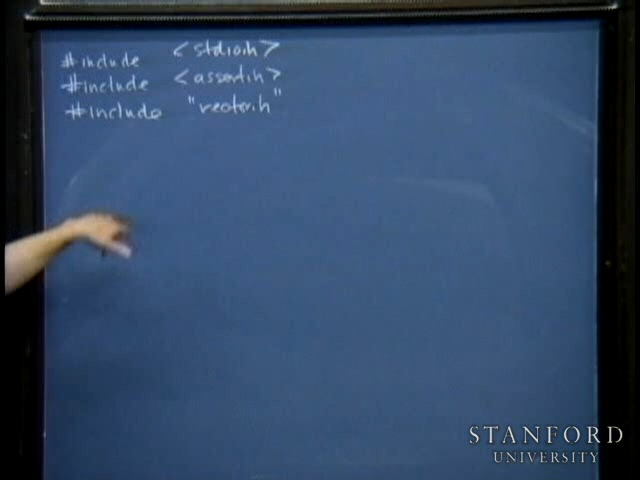 #include <stdio.h>
#include <assert.h>
#include "vector.h"
STANFORD
UNIVERSITY